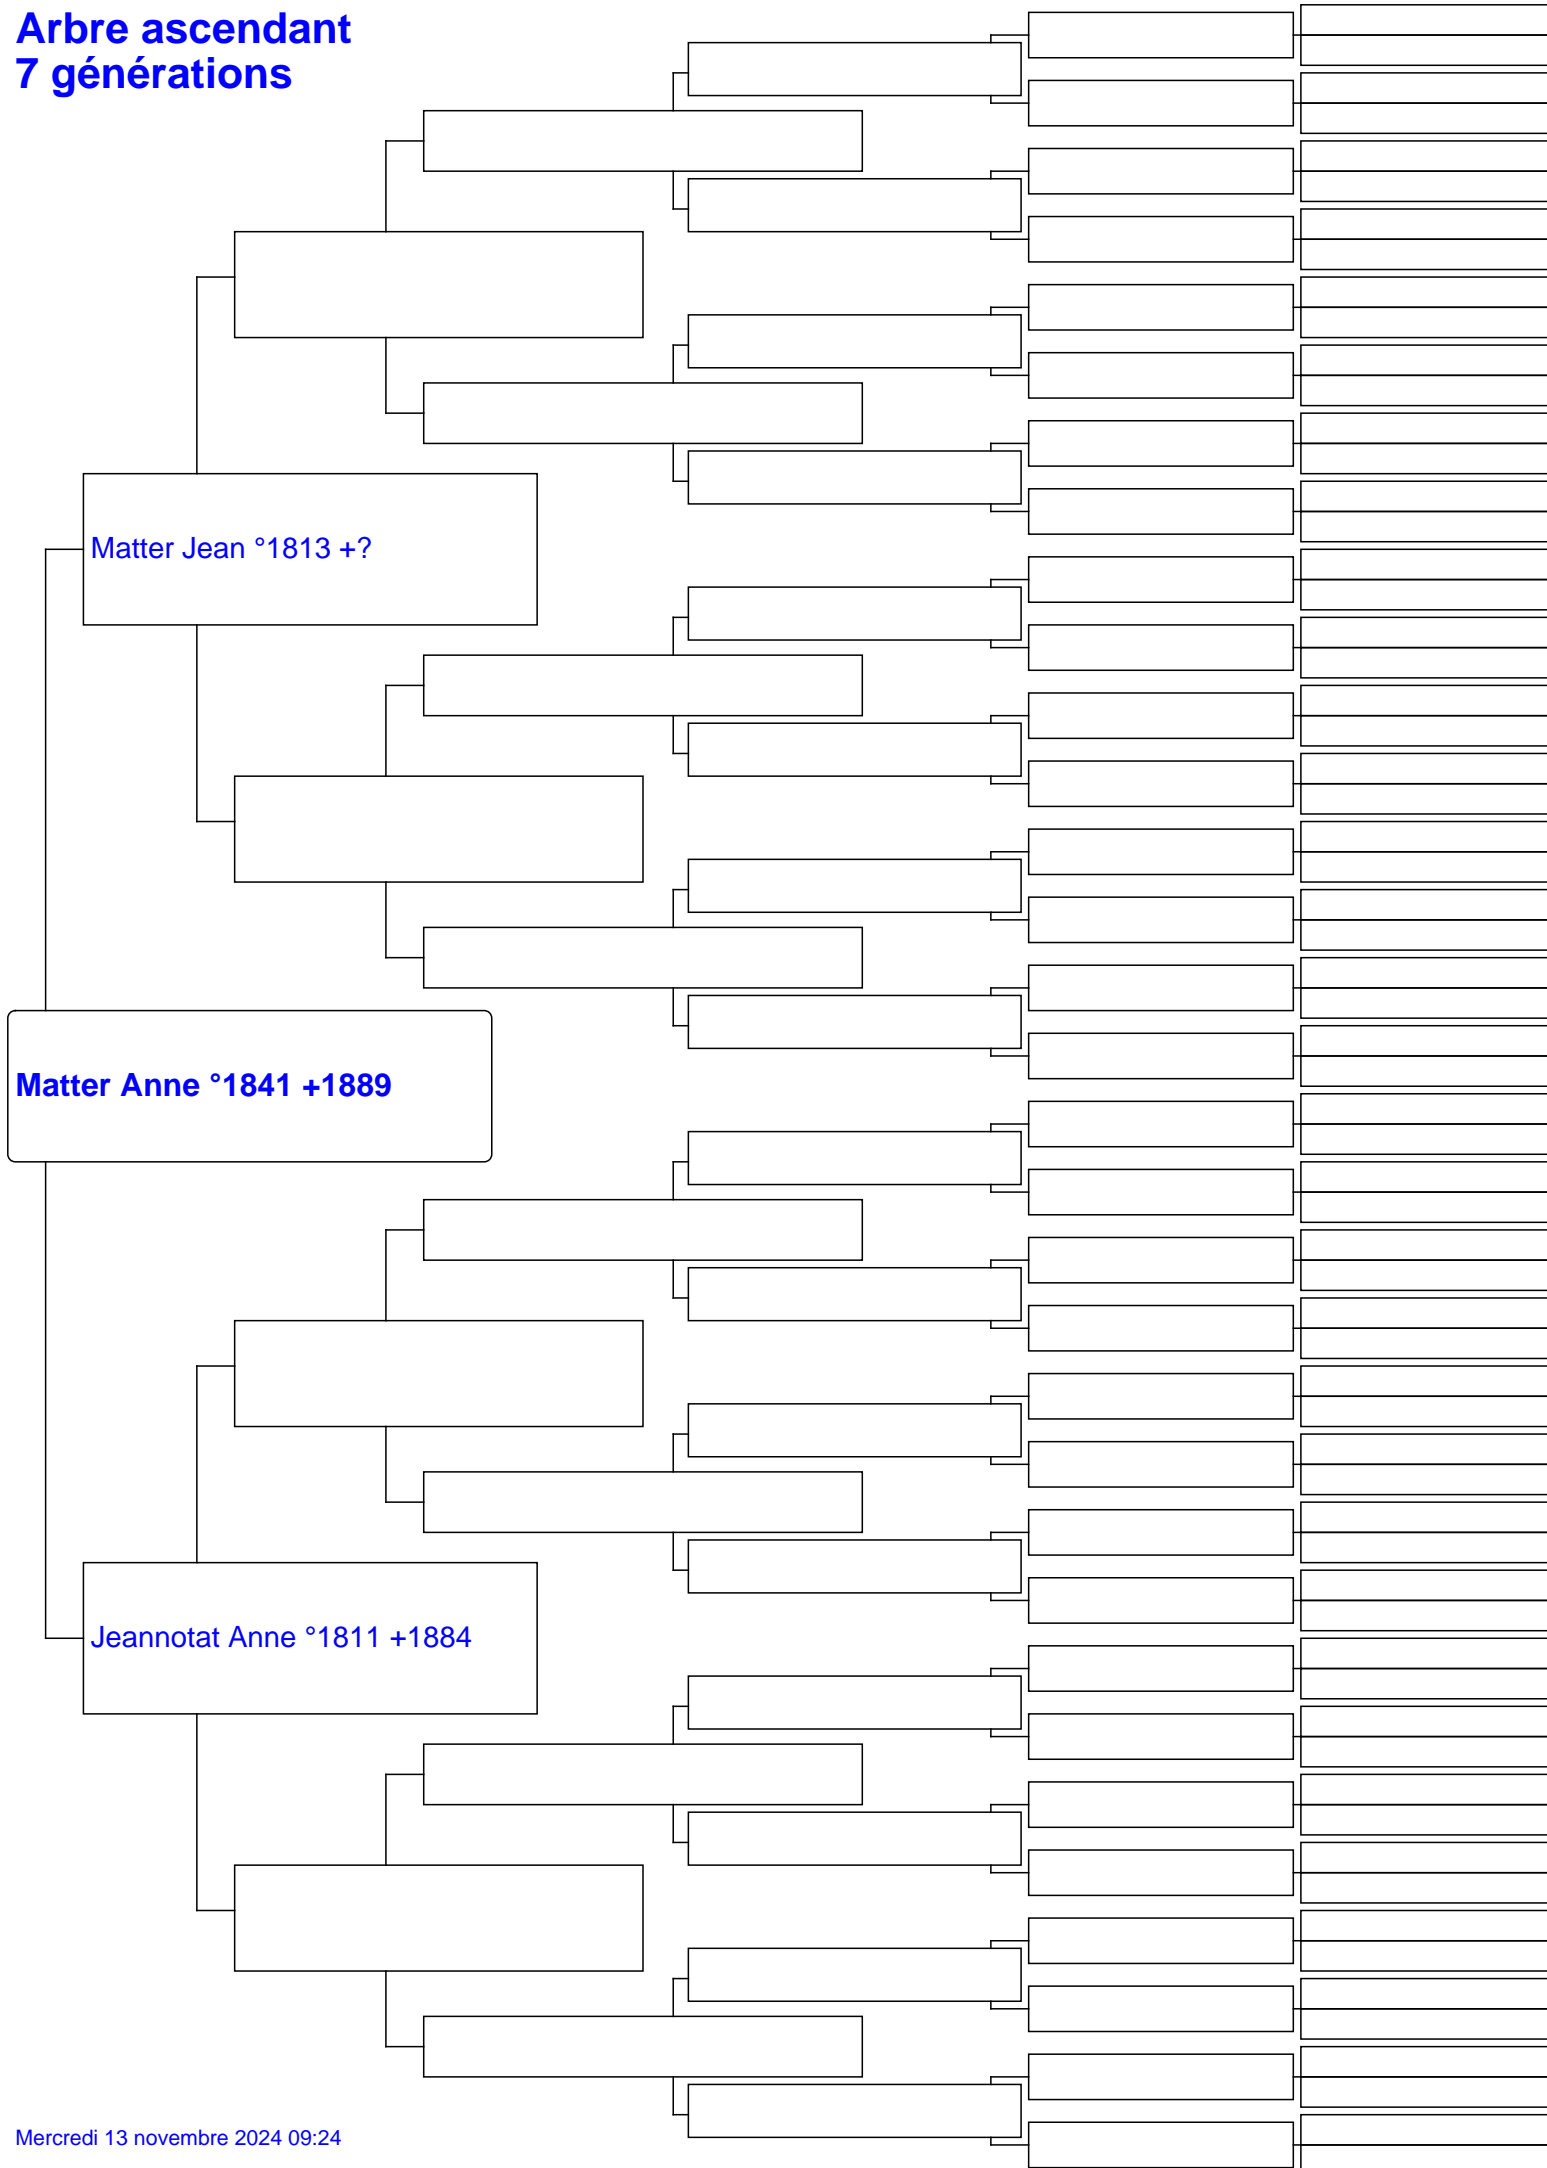 Arbre ascendant
7 générations
Matter Jean °1813 +?
Matter Anne °1841 +1889
Jeannotat Anne °1811 +1884
Mercredi 13 novembre 2024 09:24